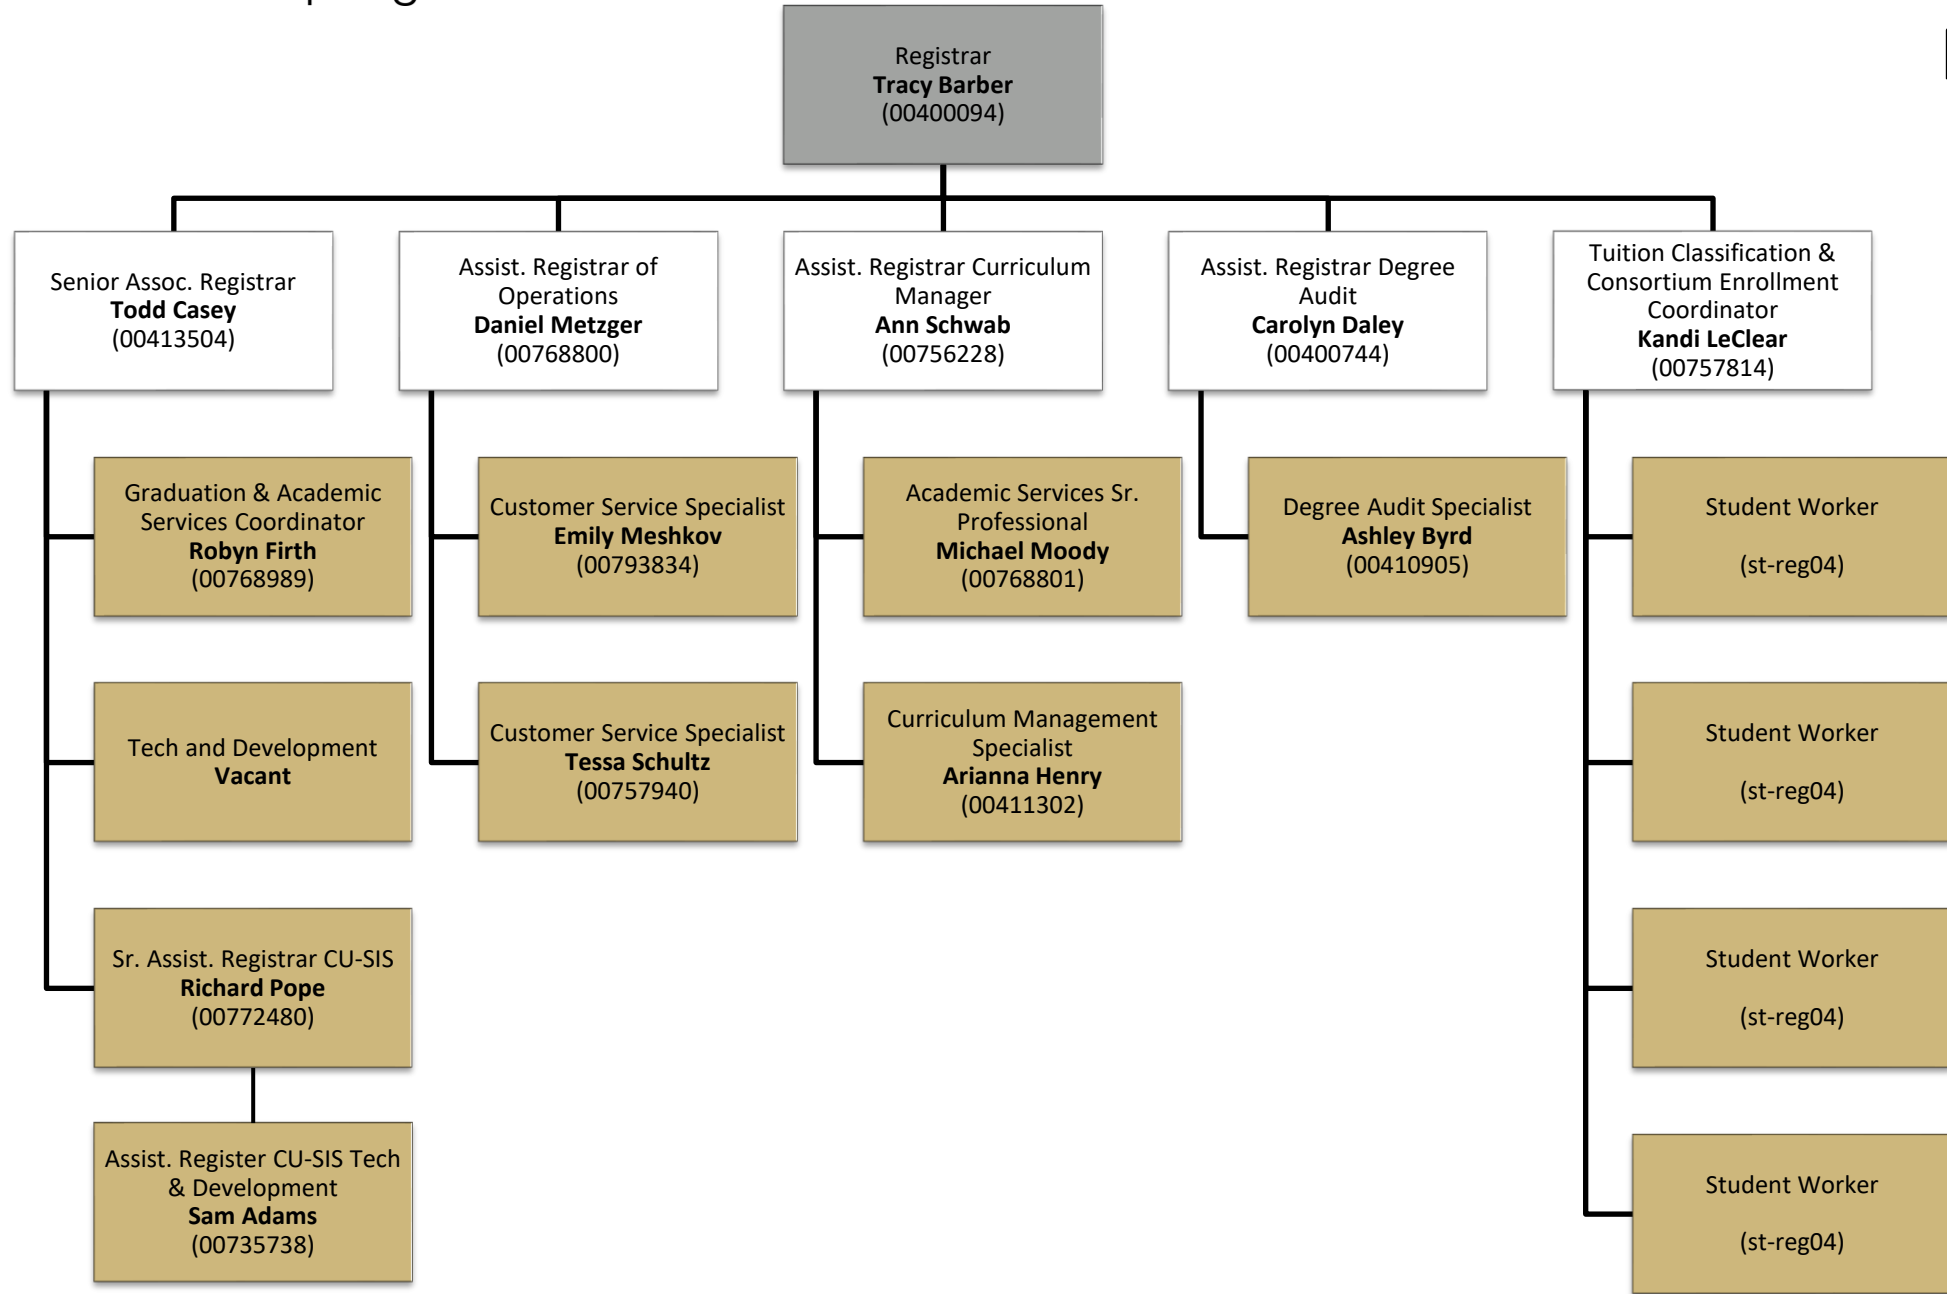 Registrar
Tracy Barber
(00400094)
Senior Assoc. Registrar
Todd Casey
(00413504)
Assist. Registrar of
Operations
Daniel Metzger
(00768800)
Assist. Registrar Curriculum
Manager
Ann Schwab
(00756228)
Assist. Registrar Degree
Audit
Carolyn Daley
(00400744)
Tuition Classification &
Consortium Enrollment
Coordinator
Kandi LeClear
(00757814)
Graduation & Academic
Services Coordinator
Robyn Firth
(00768989)
Tech and Development
Vacant
Sr. Assist. Registrar CU-SIS
Richard Pope
(00772480)
Assist. Register CU-SIS Tech
& Development
Sam Adams
(00735738)
Customer Service Specialist
Emily Meshkov
(00793834)
Customer Service Specialist
Tessa Schultz
(00757940)
Academic Services Sr.
Professional
Michael Moody
(00768801)
Curriculum Management
Specialist
Arianna Henry
(00411302)
Degree Audit Specialist
Ashley Byrd
(00410905)
Student Worker
(st-reg04)
Student Worker
(st-reg04)
Student Worker
(st-reg04)
Student Worker
(st-reg04)